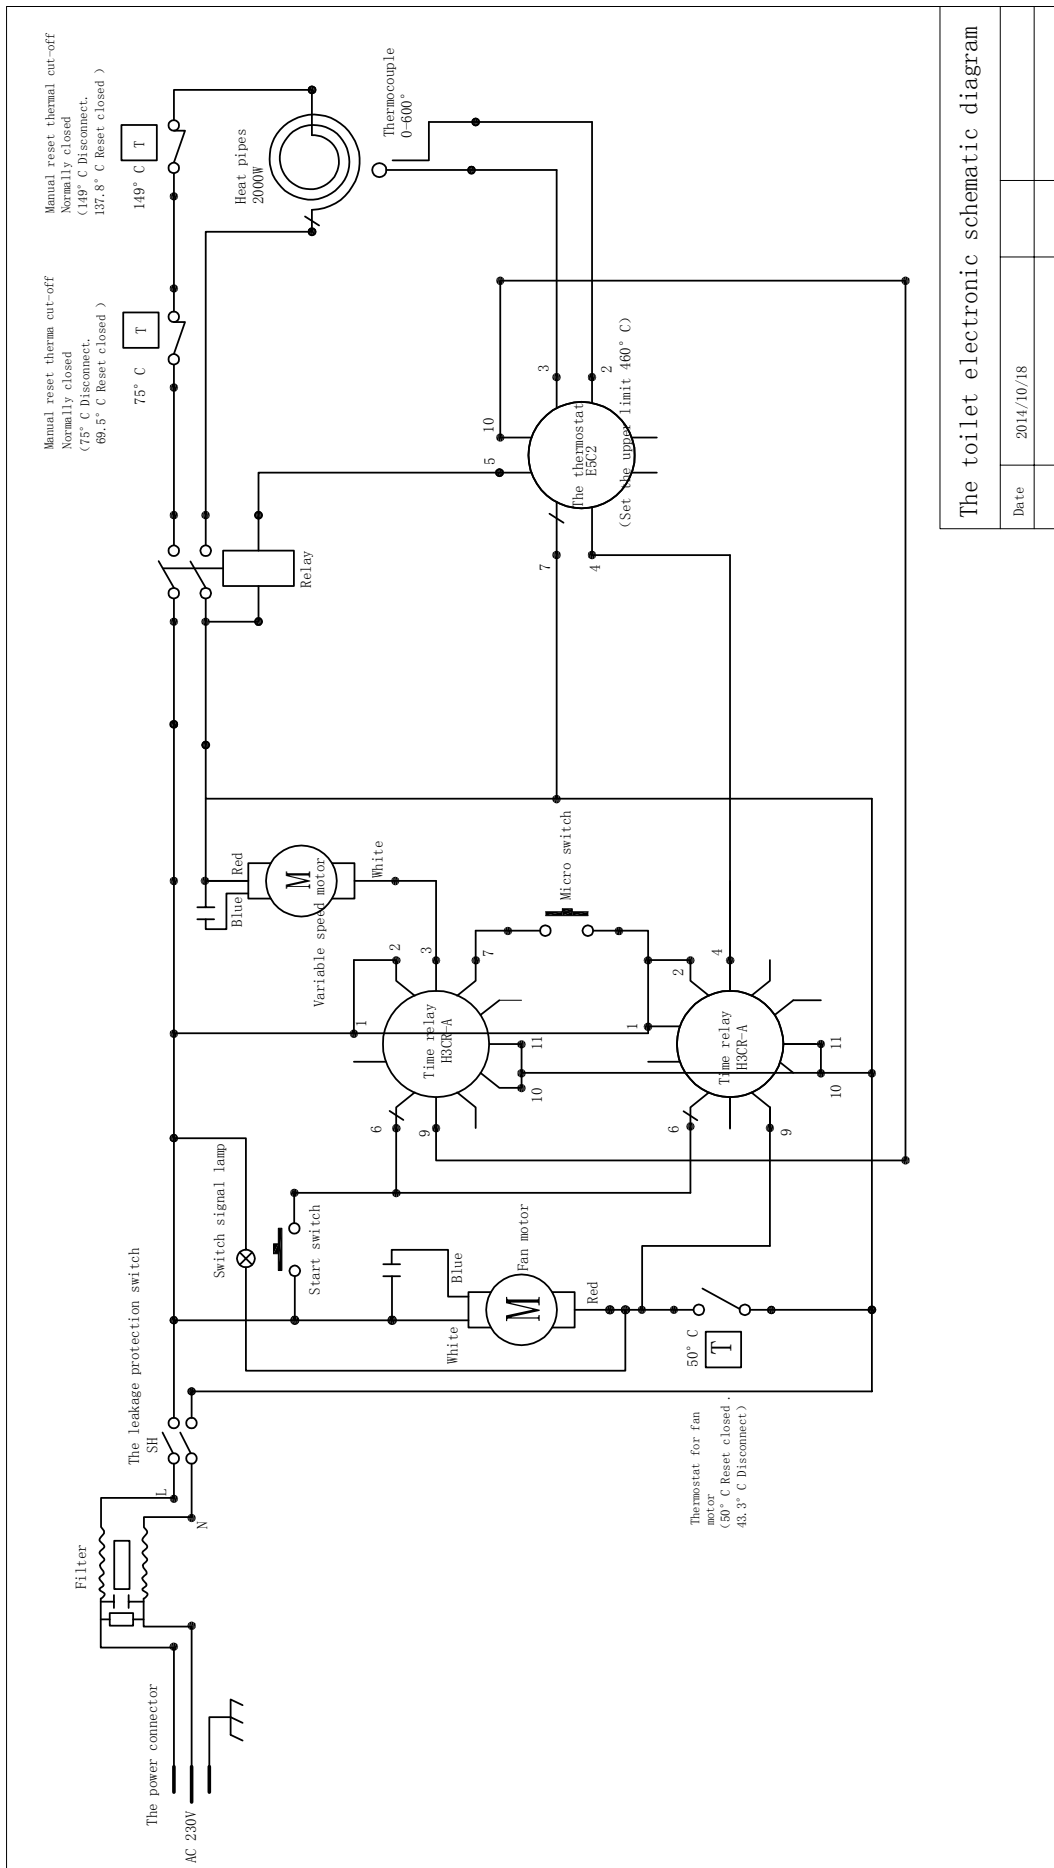 The power connector
AC 230V
Filter
L
N
The leakage protection switch
SH
Switch signal lamp
Start switch
White
Blue
M
Fan motor
Red
50° C
T
Thermostat for fan
motor
(50° C Reset closed .
43.3° C Disconnect)
Time relay
H3CR-A
1
2
3
7
6
9
10
11
Time relay
H3CR-A
1
2
4
6
9
10
11
Micro switch
Blue
Red
M
Variable speed motor
White
Relay
The thermostat
E5C2
(Set the upper limit 460° C)
7
4
5
10
3
2
Manual reset therma cut-off
Normally closed
(75° C Disconnect.
69.5° C Reset closed )
75° C
T
Manual reset thermal cut-off
Normally closed
(149° C Disconnect.
137.8° C Reset closed )
149° C
T
Heat pipes
2000W
Thermocouple
0-600°
The toilet electronic schematic diagram
Date
2014/10/18